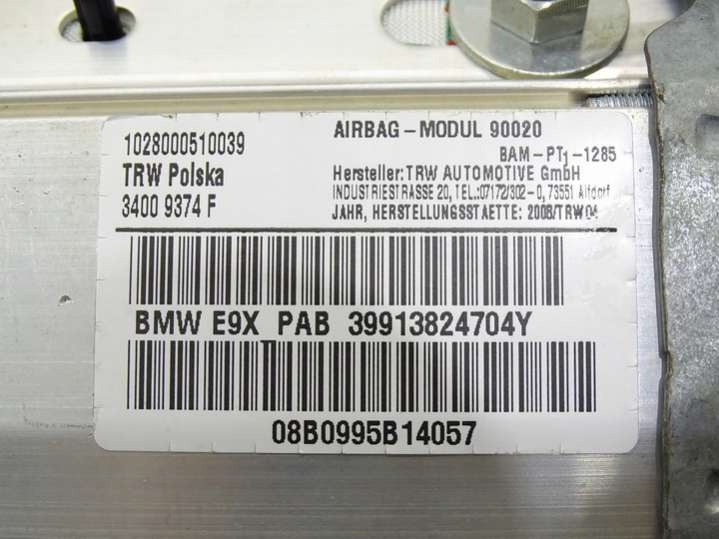 1028000510039
TRW Polska
3400 9374 F
AIRBAG-MODUL 90020
BAM-PT1-1285
Hersteller: TRW AUTOMOTIVE GmbH
INDUSTRIESTRASSE 20, TEL.:07172/302-0, 73551 Alfdorf
JAHR, HERSTELLUNGSSTAETTE: 2008/TRW04
BMW E9X PAB 39913824704Y
08B0995B14057